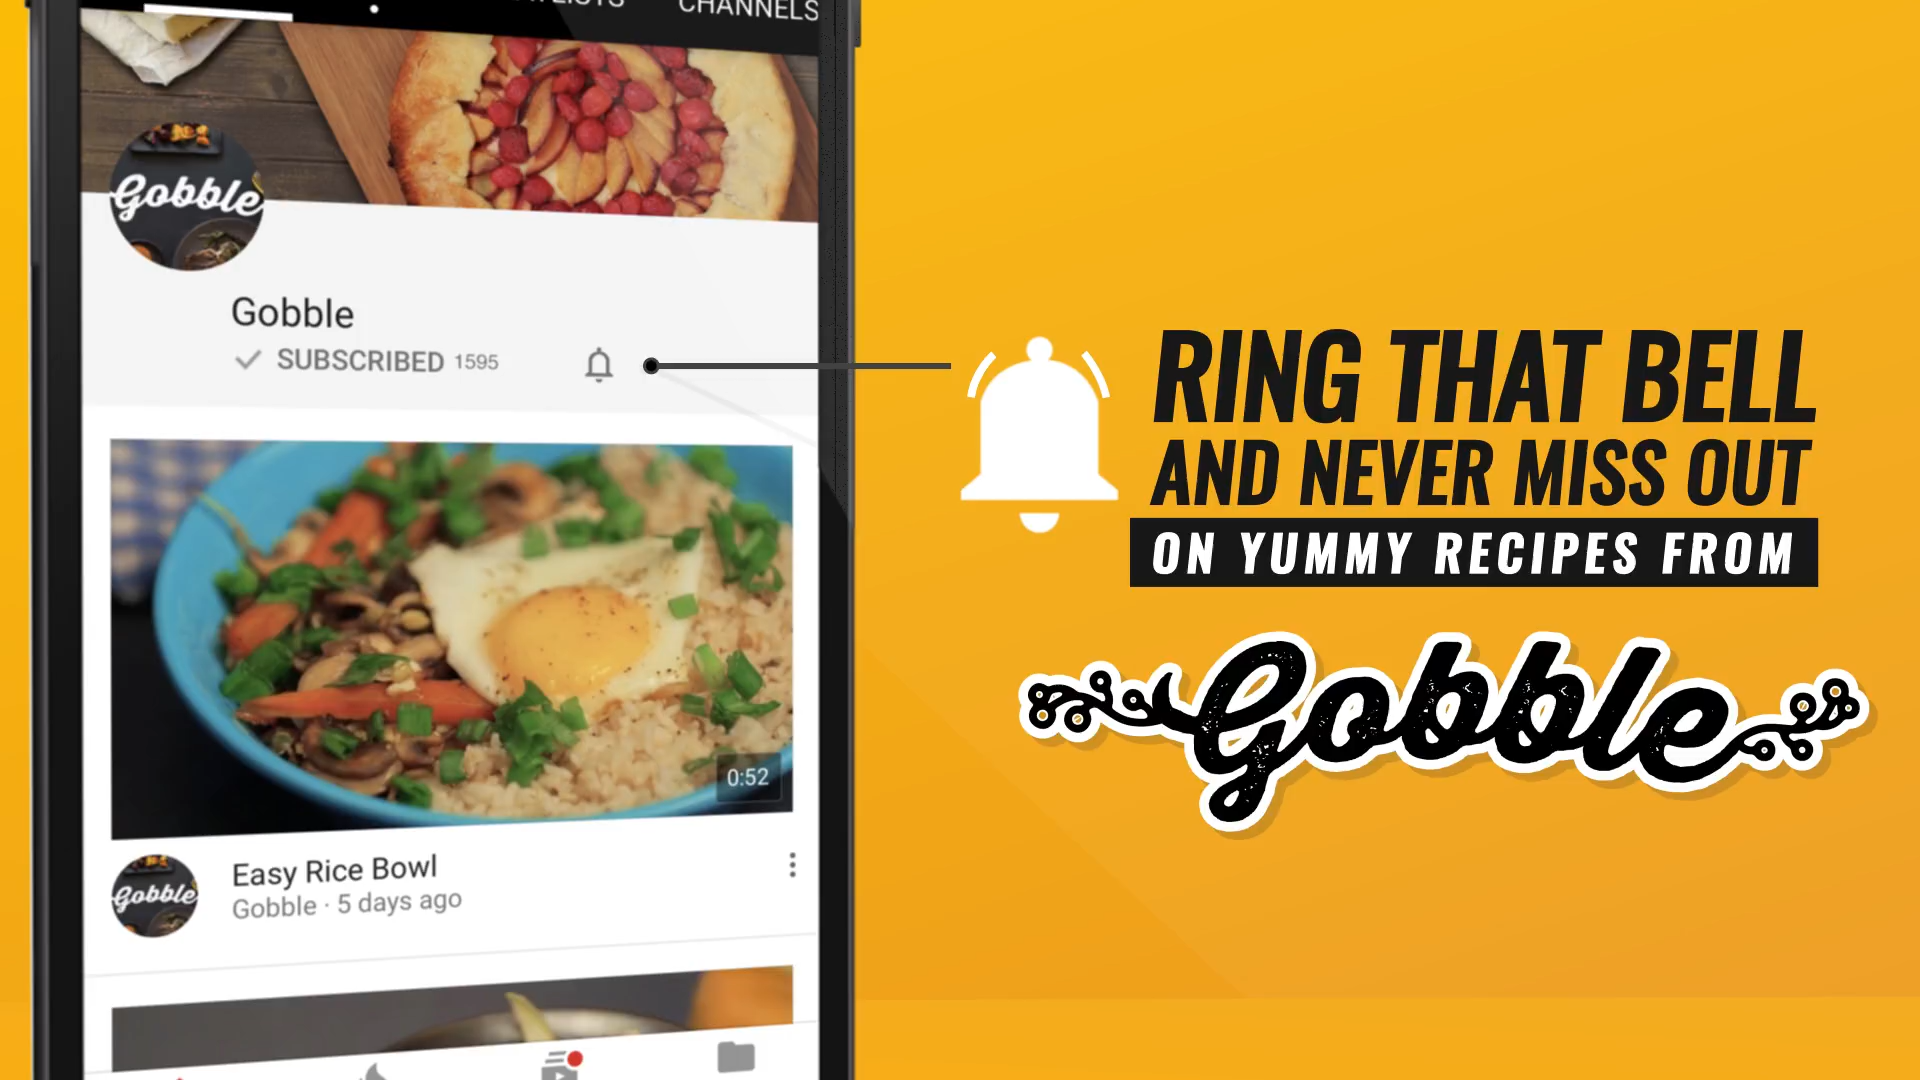 CHANNELS
Gobble
Gobble
SUBSCRIBED 1595
0:52
Gobble
Easy Rice Bowl
Gobble · 5 days ago
RING THAT BELL
AND NEVER MISS OUT
ON YUMMY RECIPES FROM
Gobble